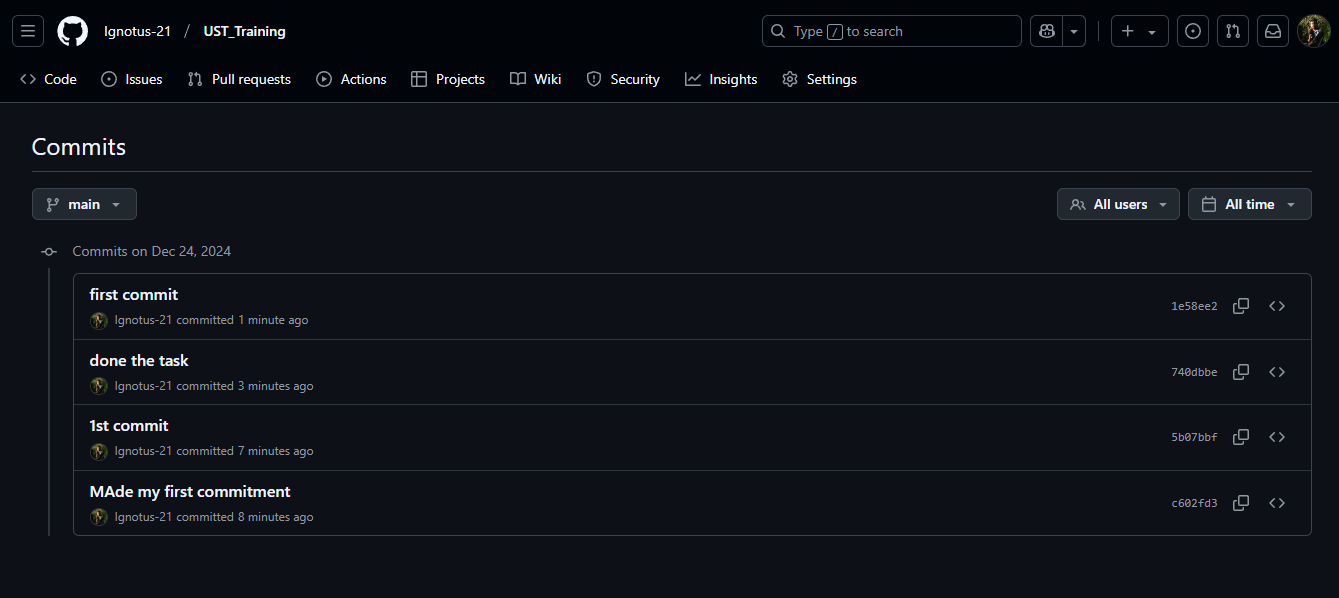 Ignotus-21 / UST_Training
Type / to search
Code Issues Pull requests Actions Projects Wiki Security Insights Settings
Commits
main
All users All time
Commits on Dec 24, 2024
first commit
Ignotus-21 committed 1 minute ago
1e58ee2
done the task
Ignotus-21 committed 3 minutes ago
740dbbe
1st commit
Ignotus-21 committed 7 minutes ago
5b07bbf
MAde my first commitment
Ignotus-21 committed 8 minutes ago
c602fd3